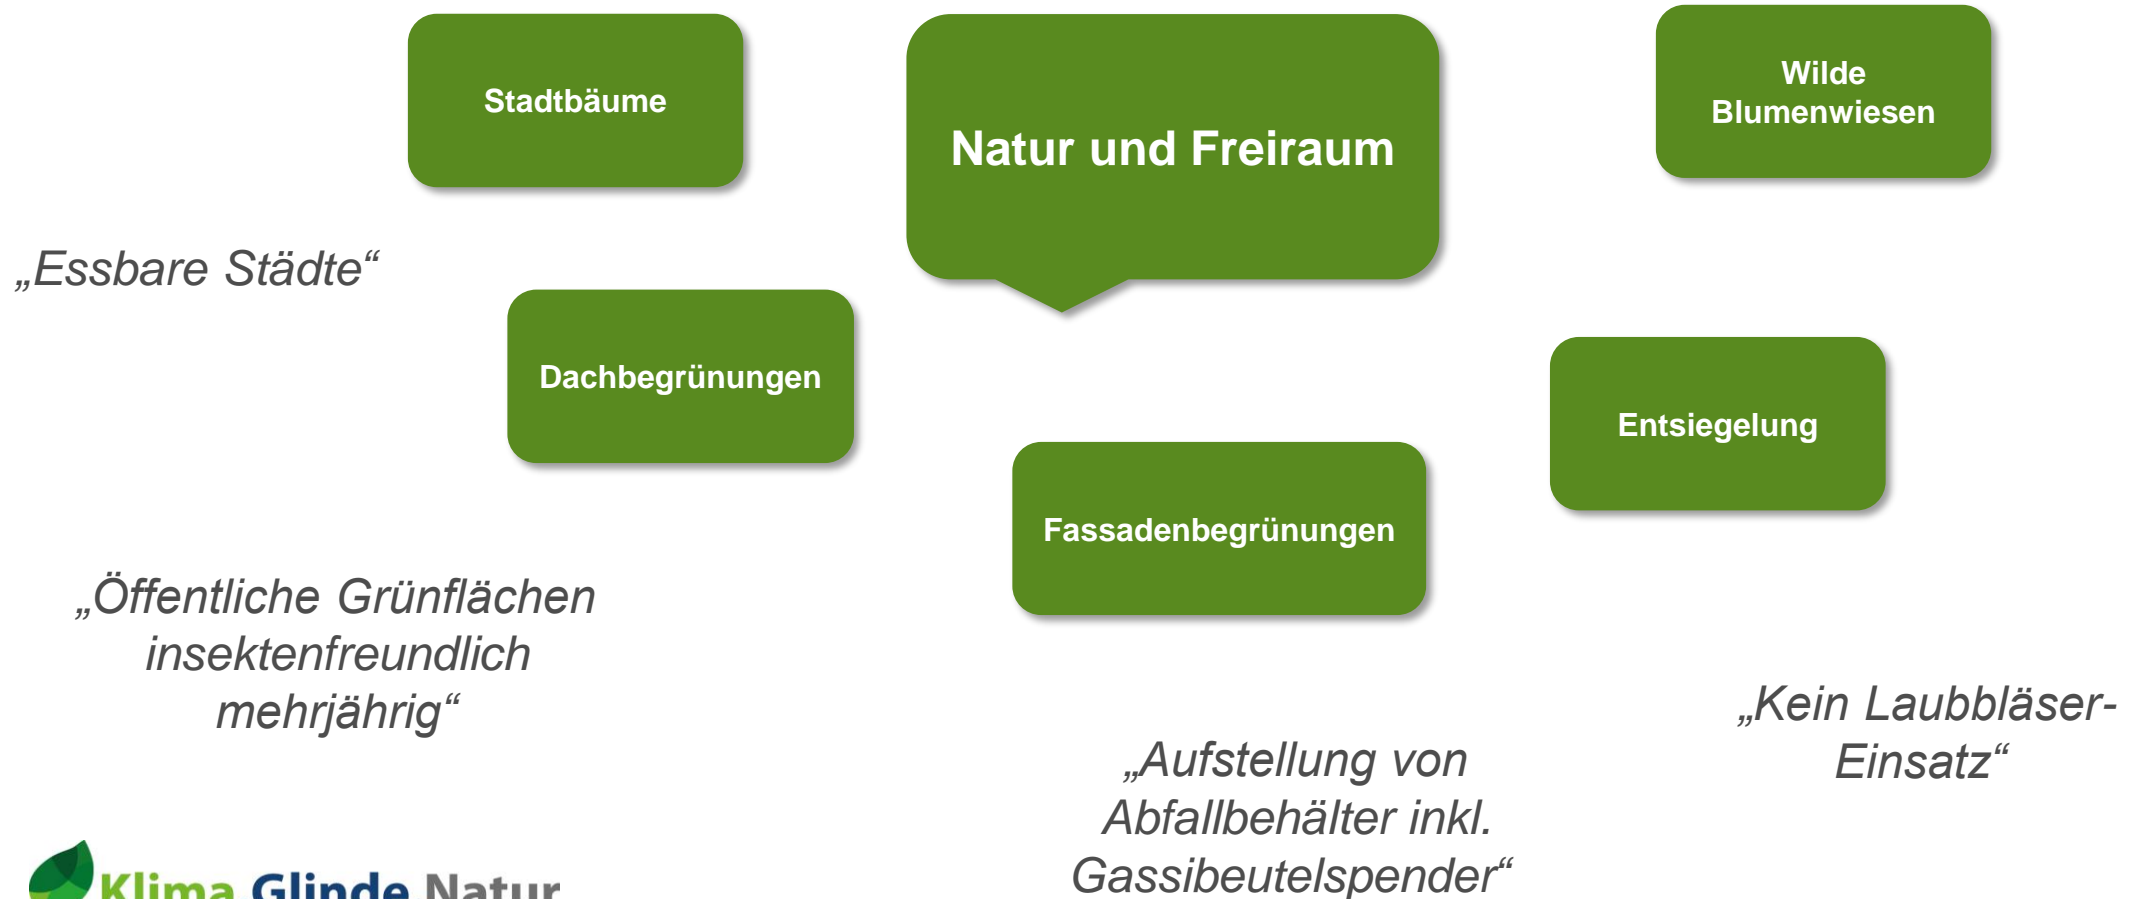 Stadtbäume
Natur und Freiraum
Wilde
Blumenwiesen
„Essbare Städte“
Dachbegrünungen
Entsiegelung
Fassadenbegrünungen
„Öffentliche Grünflächen
insektenfreundlich
mehrjährig“
„Kein Laubbläser-
Einsatz“
„Aufstellung von
Abfallbehälter inkl.
Gassibeutelspender“
Klima Glinde Natur